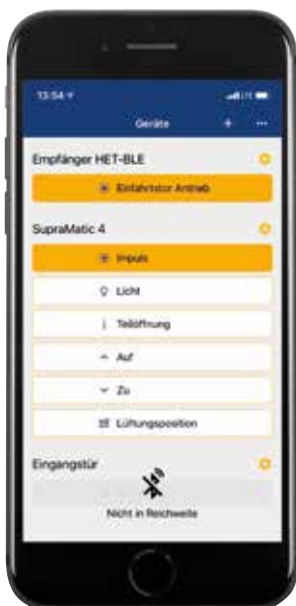 13:54
Geräte
Empfänger HET-BLE
Einfahrtstor Antrieb
SupraMatic 4
Impuls
Licht
Teilöffnung
Auf
Zu
Lüftungsposition
Eingangstür
Nicht in Reichweite